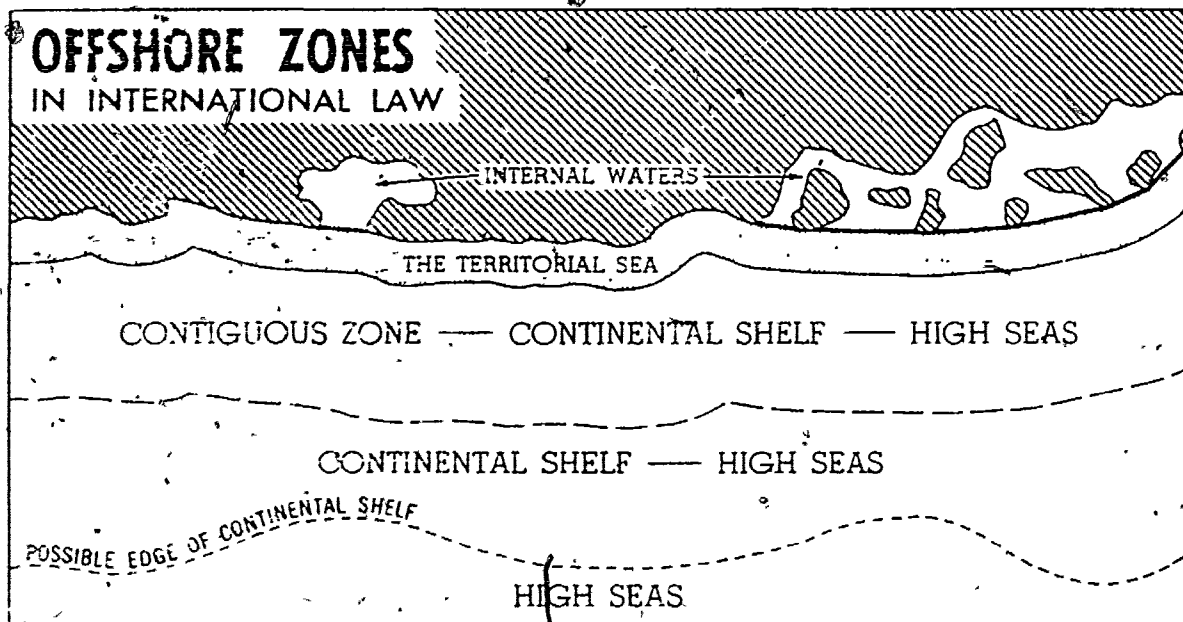 OFFSHORE ZONES
IN INTERNATIONAL LAW
INTERNAL WATERS
THE TERRITORIAL SEA
CONTIGUOUS ZONE — CONTINENTAL SHELF — HIGH SEAS
CONTINENTAL SHELF — HIGH SEAS
POSSIBLE EDGE OF CONTINENTAL SHELF
HIGH SEAS